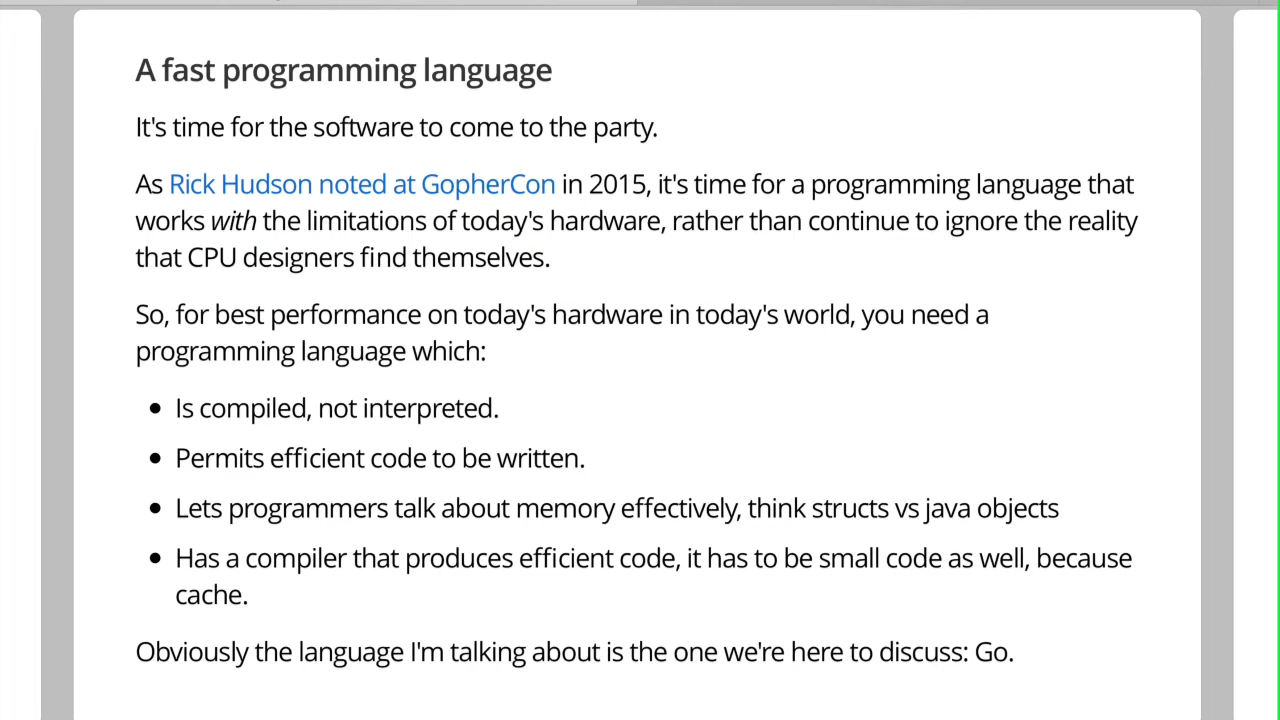 A fast programming language
It's time for the software to come to the party.
As Rick Hudson noted at GopherCon in 2015, it's time for a programming language that
works with the limitations of today's hardware, rather than continue to ignore the reality
that CPU designers find themselves.
So, for best performance on today's hardware in today's world, you need a
programming language which:
• Is compiled, not interpreted.
• Permits efficient code to be written.
• Lets programmers talk about memory effectively, think structs vs java objects
• Has a compiler that produces efficient code, it has to be small code as well, because
cache.
Obviously the language I'm talking about is the one we're here to discuss: Go.